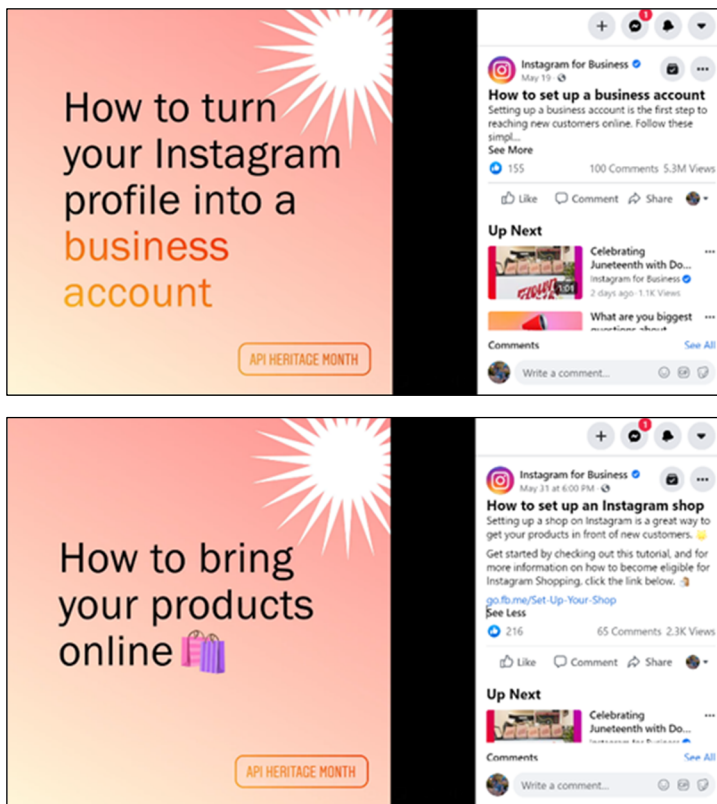 How to turn
your Instagram
profile into a
business
account
API HERITAGE MONTH
1
Instagram for Business
May 19
How to set up a business account
Setting up a business account is the first step to
reaching new customers online. Follow these
simpl...
See More
155 100 Comments 5.3M Views
Like Comment Share
Up Next
Celebrating
Juneteenth with Do...
Instagram for Business
2 days ago · 1.1K Views
1:01
What are you biggest
questions about
Comments See All
Write a comment...
How to bring
your products
online
API HERITAGE MONTH
1
Instagram for Business
May 31 at 6:00 PM
How to set up an Instagram shop
Setting up a shop on Instagram is a great way to
get your products in front of new customers.
Get started by checking out this tutorial, and for
more information on how to become eligible for
Instagram Shopping, click the link below.
go.fb.me/Set-Up-Your-Shop
See Less
216 65 Comments 2.3K Views
Like Comment Share
Up Next
Celebrating
Juneteenth with Do...
Instagram for Business
Comments See All
Write a comment...